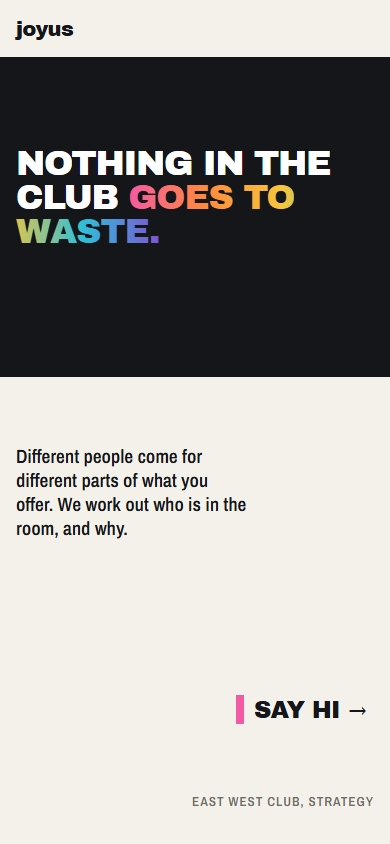 joyus
NOTHING IN THE
CLUB GOES TO
WASTE.
Different people come for
different parts of what you
offer. We work out who is in the
room, and why.
SAY HI →
EAST WEST CLUB, STRATEGY